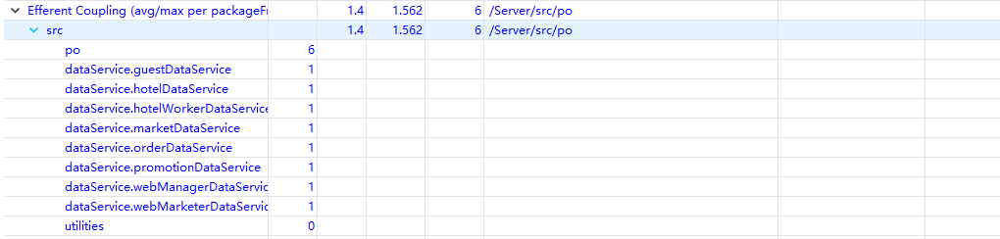 Efferent Coupling (avg/max per packageFr 1.4 1.562 6 /Server/src/po
src 1.4 1.562 6 /Server/src/po
po 6
dataService.guestDataService 1
dataService.hotelDataService 1
dataService.hotelWorkerDataService 1
dataService.marketDataService 1
dataService.orderDataService 1
dataService.promotionDataService 1
dataService.webManagerDataServic 1
dataService.webMarketerDataServic 1
utilities 0